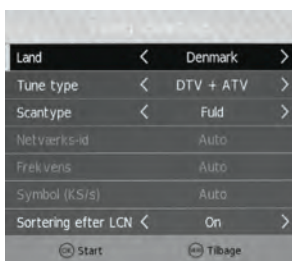 Land < Denmark >
Tune type < DTV + ATV >
Scantype < Fuld >
Netværks-id Auto
Frekvens Auto
Symbol (KS/s) Auto
Sortering efter LCN < On >
OK Start MENU Tilbage